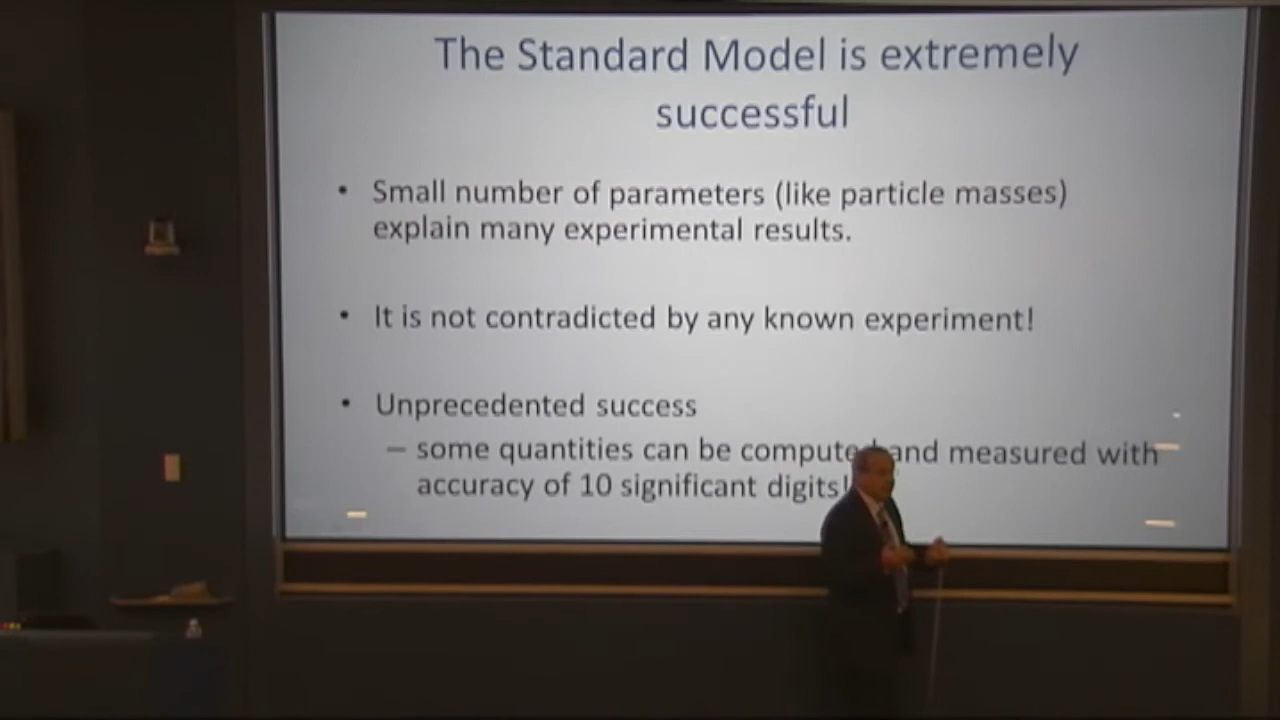 The Standard Model is extremely
successful
• Small number of parameters (like particle masses)
explain many experimental results.
• It is not contradicted by any known experiment!
• Unprecedented success
– some quantities can be computed and measured with
accuracy of 10 significant digits!